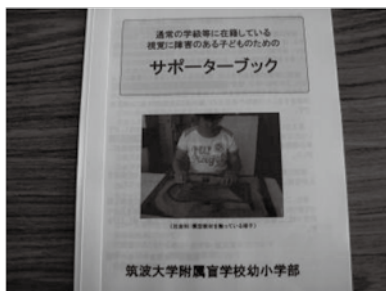 通常の学級等に在籍している
視覚に障害のある子どものための
サポーターブック
筑波大学附属盲学校幼小学部